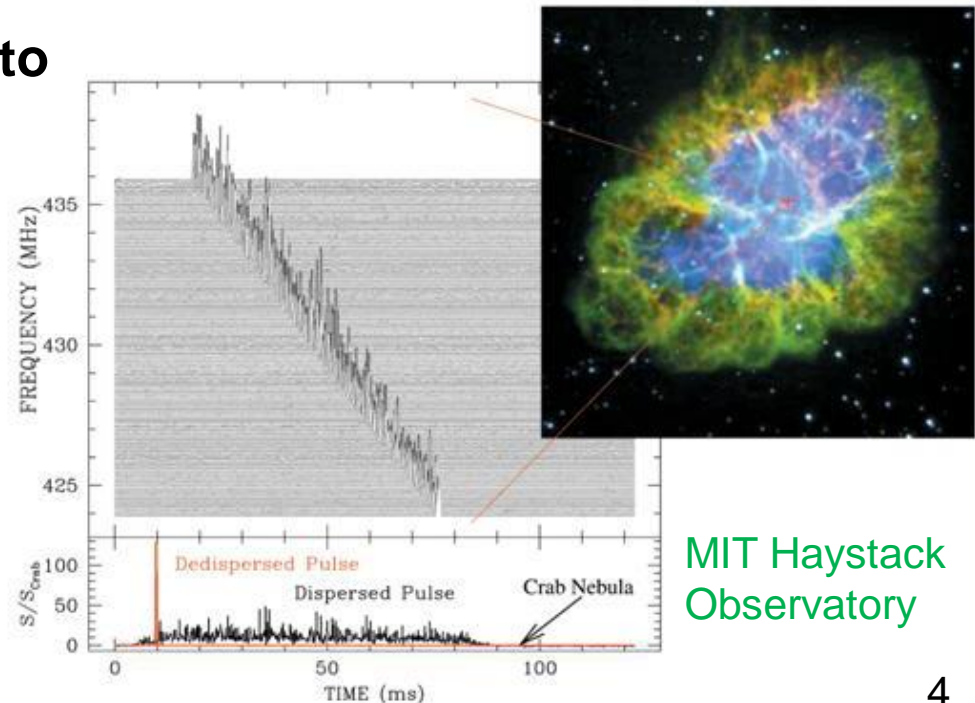 to
FREQUENCY (MHz)
435
430
425
S/S_Crab
100
50
0
Dedispersed Pulse
Dispersed Pulse
Crab Nebula
0
50
100
TIME (ms)
MIT Haystack
Observatory
4